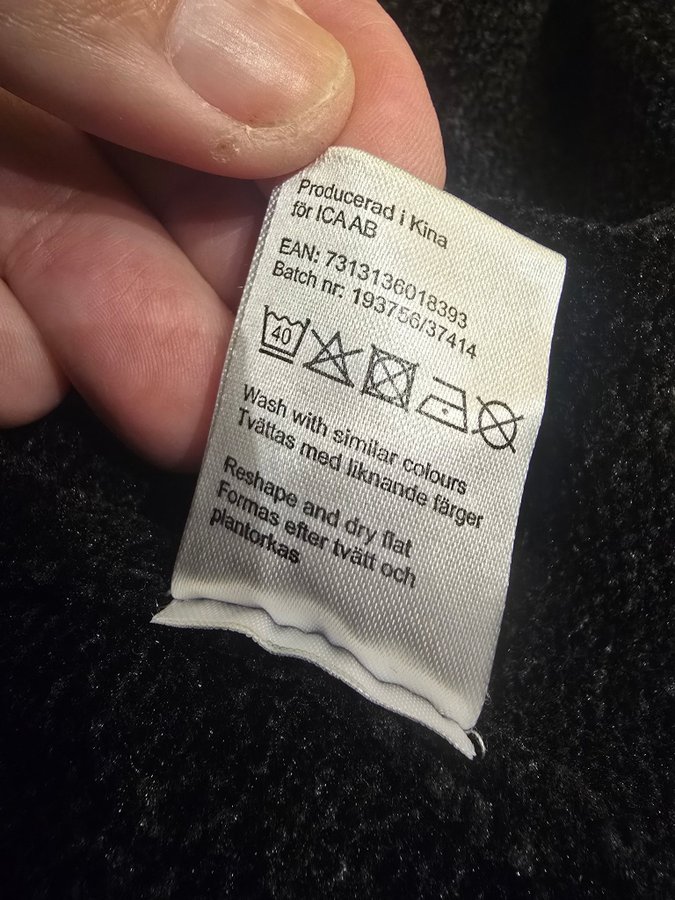 Producerad i Kina
för ICA AB
EAN: 7313136018393
Batch nr: 193756/37414
40
Wash with similar colours
Tvättas med liknande färger
Reshape and dry flat
Formas efter tvätt och
plantorkas